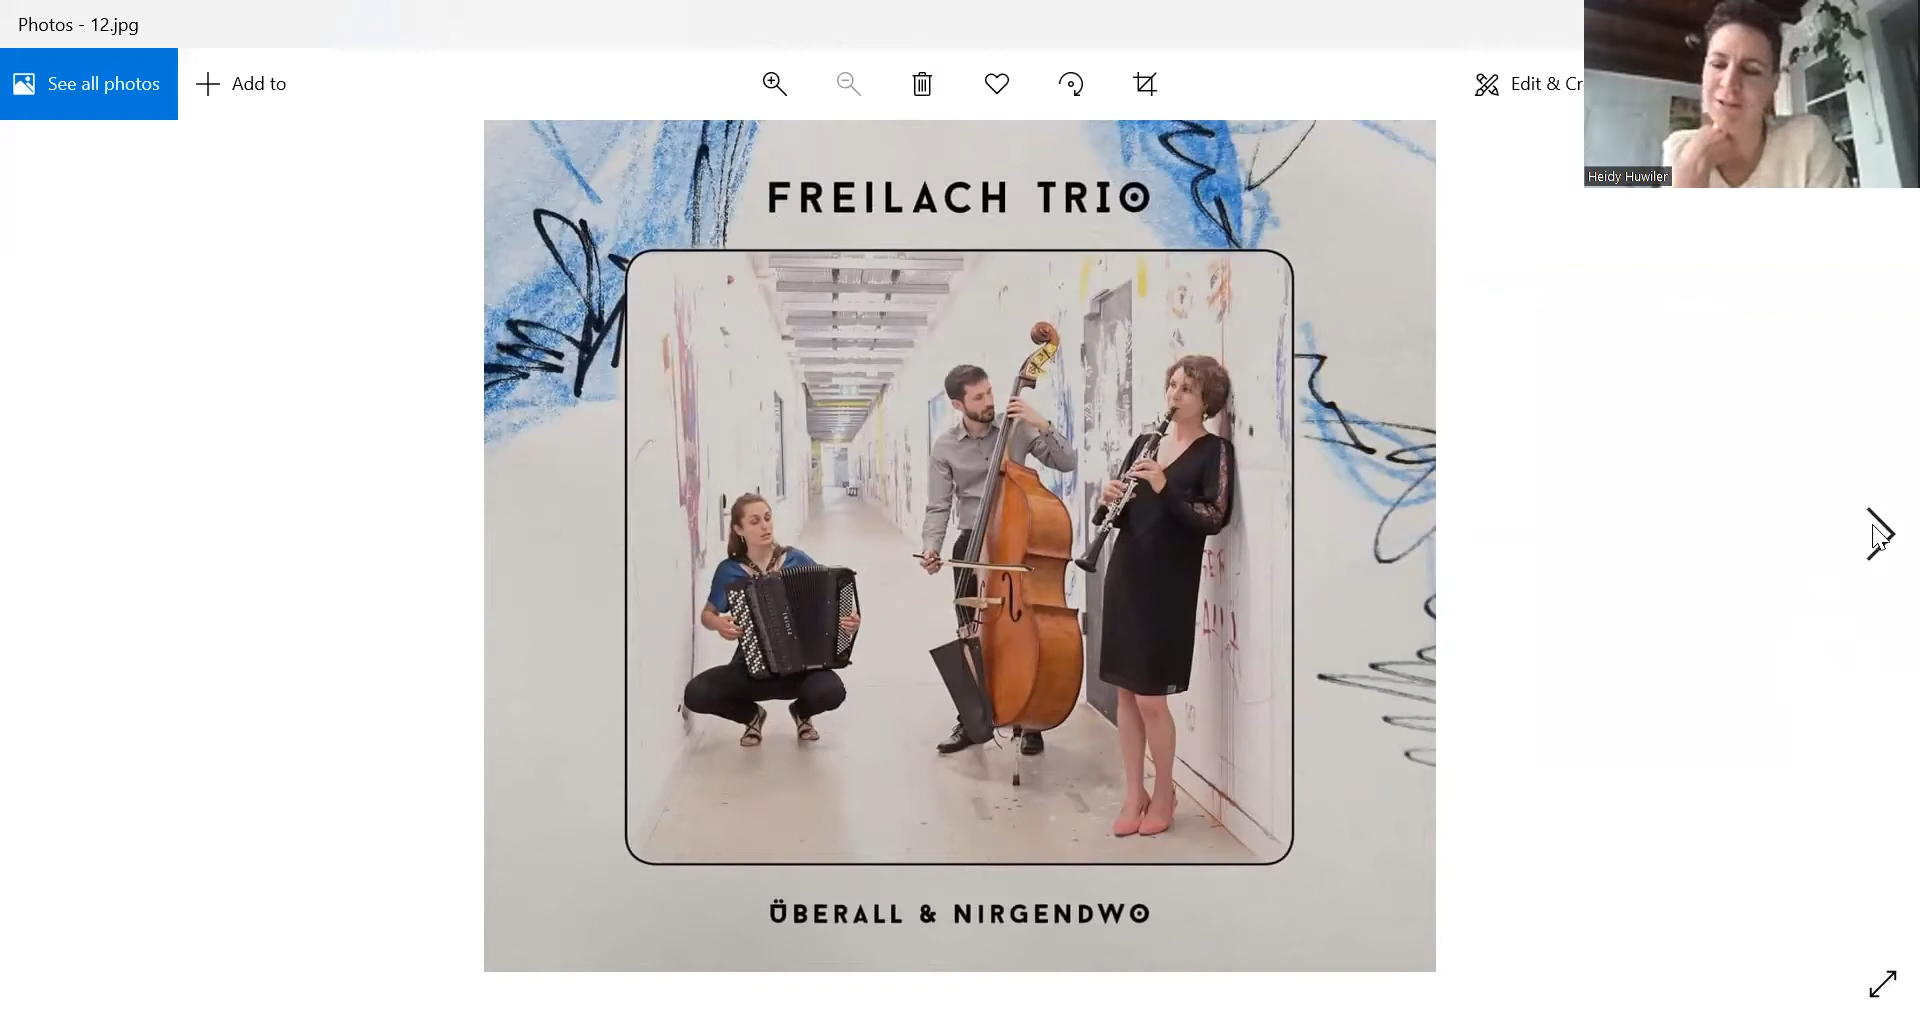 Photos - 12.jpg
See all photos
Add to
Edit & Cr
Heidy Huwiler
FREILACH TRIO
ÜBERALL & NIRGENDWO